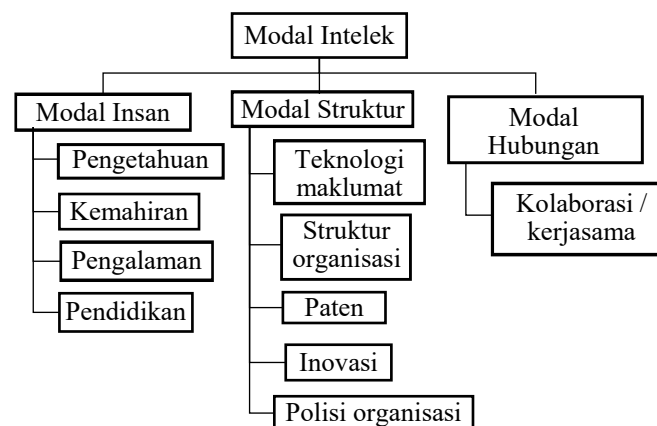 Modal Intelek
Modal Insan
Pengetahuan
Kemahiran
Pengalaman
Pendidikan
Modal Struktur
Teknologi
maklumat
Struktur
organisasi
Paten
Inovasi
Polisi organisasi
Modal
Hubungan
Kolaborasi /
kerjasama